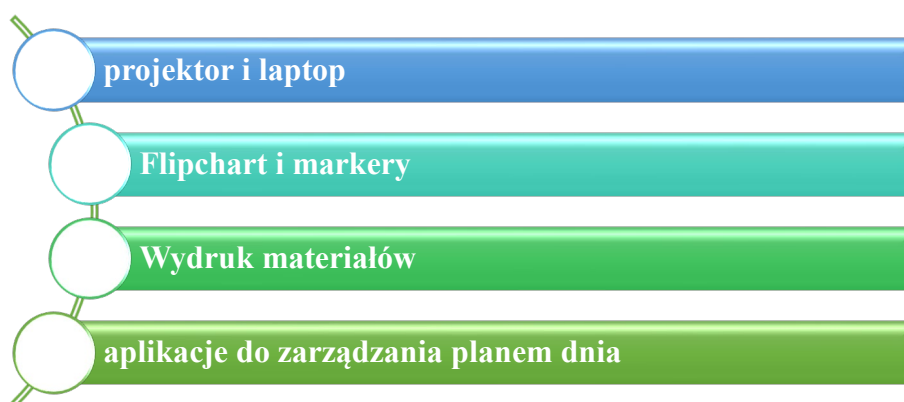 projektor i laptop
Flipchart i markery
Wydruk materiałów
aplikacje do zarządzania planem dnia